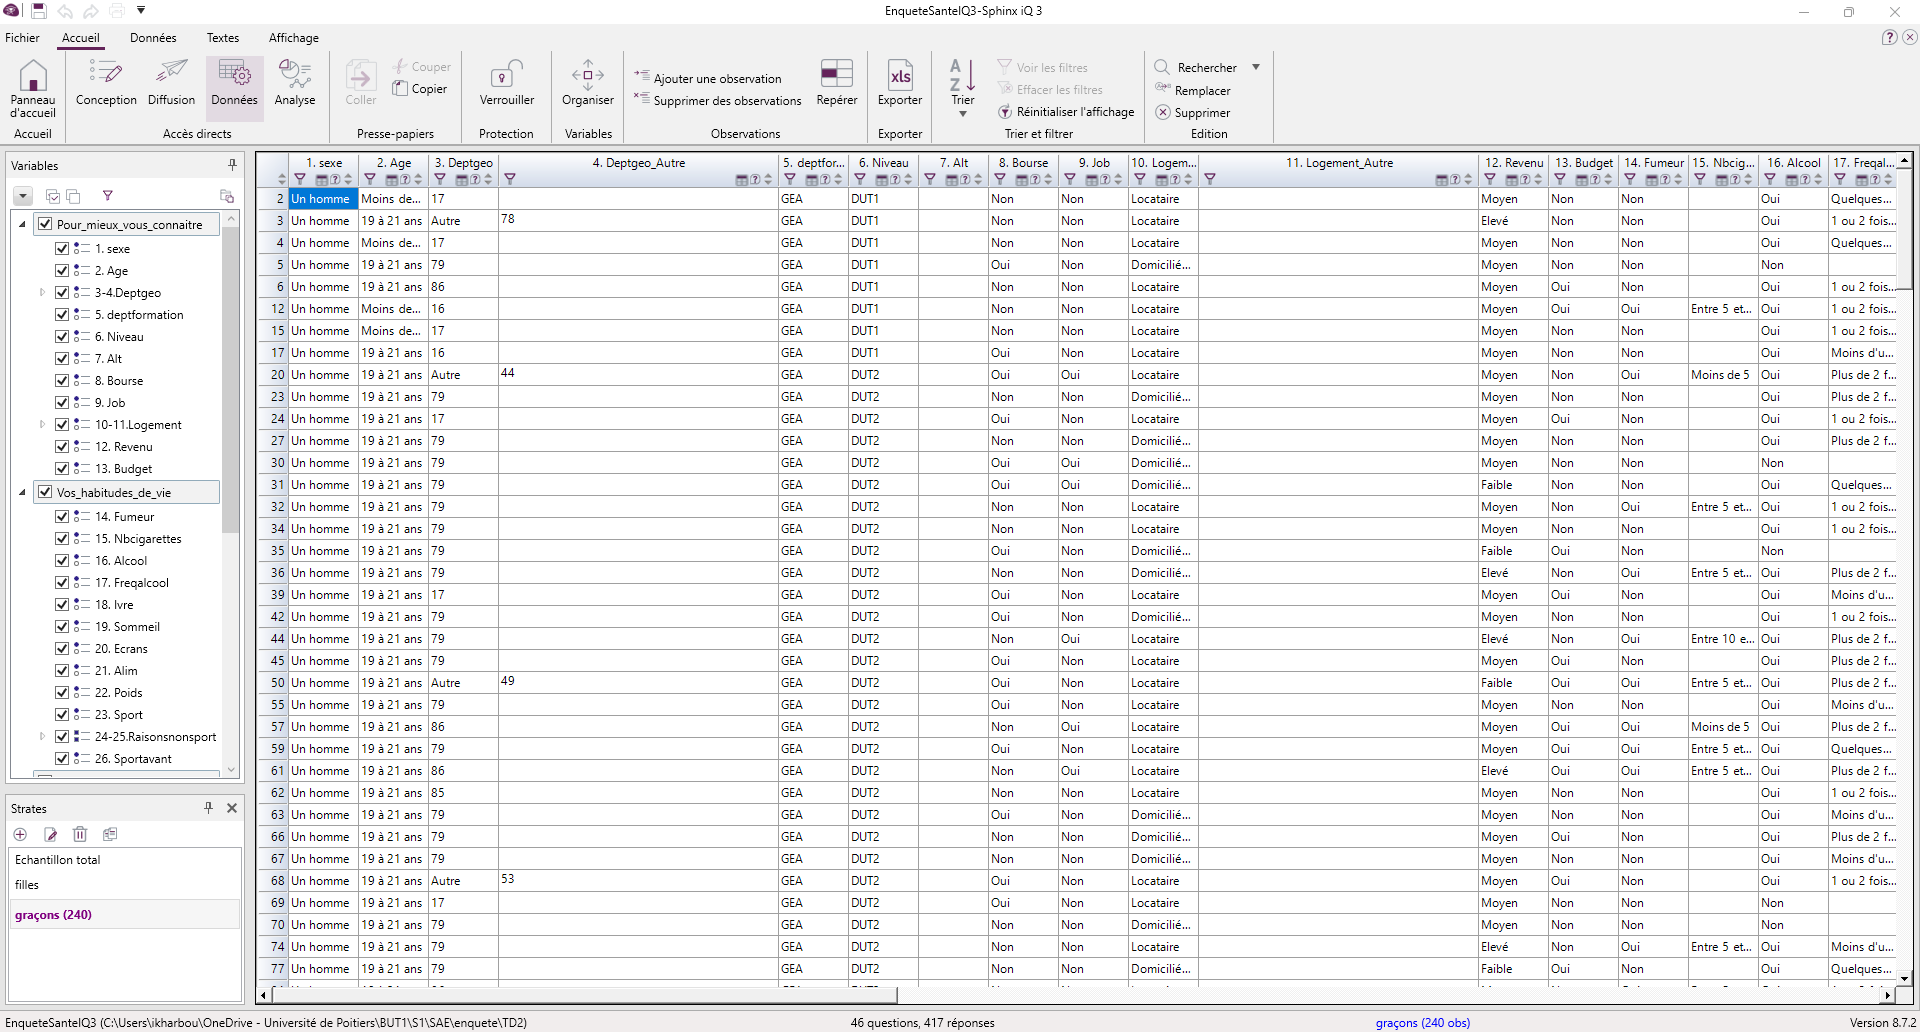 EnqueteSanteIQ3-Sphinx iQ 3
Fichier Accueil Données Textes Affichage
Panneau d'accueil Conception Diffusion Données Analyse Coller Couper Copier Verrouiller Organiser Ajouter une observation Supprimer des observations Repérer Exporter Trier Voir les filtres Effacer les filtres Réinitialiser l'affichage Rechercher Remplacer Supprimer
Accueil Accès directs Presse-papiers Protection Variables Observations Exporter Trier et filtrer Edition
Variables
Pour_mieux_vous_connaitre
1. sexe
2. Age
3-4.Deptgeo
5. deptformation
6. Niveau
7. Alt
8. Bourse
9. Job
10-11.Logement
12. Revenu
13. Budget
Vos_habitudes_de_vie
14. Fumeur
15. Nbcigarettes
16. Alcool
17. Freqalcool
18. Ivre
19. Sommeil
20. Ecrans
21. Alim
22. Poids
23. Sport
24-25.Raisonsnonsport
26. Sportavant
Strates
Echantillon total
filles
graçons (240)
1. sexe 2. Age 3. Deptgeo 4. Deptgeo_Autre 5. deptfor... 6. Niveau 7. Alt 8. Bourse 9. Job 10. Logem... 11. Logement_Autre 12. Revenu 13. Budget 14. Fumeur 15. Nbcig... 16. Alcool 17. Freqal...
2 Un homme Moins de... 17 GEA DUT1 Non Non Locataire Moyen Non Non Oui Quelques...
3 Un homme 19 à 21 ans Autre 78 GEA DUT1 Non Non Locataire Elevé Non Non Oui 1 ou 2 fois...
4 Un homme Moins de... 17 GEA DUT1 Non Non Locataire Moyen Non Non Oui Quelques...
5 Un homme 19 à 21 ans 79 GEA DUT1 Oui Non Domicilié... Moyen Non Non Non
6 Un homme 19 à 21 ans 86 GEA DUT1 Non Non Locataire Moyen Oui Non Oui 1 ou 2 fois...
12 Un homme Moins de... 16 GEA DUT1 Non Non Locataire Moyen Oui Oui Entre 5 et... Oui 1 ou 2 fois...
15 Un homme Moins de... 17 GEA DUT1 Non Non Locataire Moyen Non Non Oui 1 ou 2 fois...
17 Un homme 19 à 21 ans 16 GEA DUT1 Oui Non Locataire Moyen Non Non Oui Moins d'u...
20 Un homme 19 à 21 ans Autre 44 GEA DUT2 Oui Oui Locataire Moyen Non Oui Moins de 5 Oui Plus de 2 f...
23 Un homme 19 à 21 ans 79 GEA DUT2 Non Non Domicilié... Moyen Non Non Oui Plus de 2 f...
24 Un homme 19 à 21 ans 17 GEA DUT2 Oui Non Locataire Moyen Oui Non Oui 1 ou 2 fois...
27 Un homme 19 à 21 ans 79 GEA DUT2 Non Non Domicilié... Moyen Non Non Oui Plus de 2 f...
30 Un homme 19 à 21 ans 79 GEA DUT2 Oui Oui Domicilié... Moyen Non Non Non
31 Un homme 19 à 21 ans 79 GEA DUT2 Oui Oui Domicilié... Faible Non Non Oui Quelques...
32 Un homme 19 à 21 ans 79 GEA DUT2 Non Non Locataire Moyen Non Oui Entre 5 et... Oui 1 ou 2 fois...
34 Un homme 19 à 21 ans 79 GEA DUT2 Non Non Locataire Moyen Non Non Oui 1 ou 2 fois...
35 Un homme 19 à 21 ans 79 GEA DUT2 Oui Non Domicilié... Faible Oui Non Non
36 Un homme 19 à 21 ans 79 GEA DUT2 Non Non Domicilié... Elevé Non Oui Entre 5 et... Oui Plus de 2 f...
39 Un homme 19 à 21 ans 17 GEA DUT2 Non Non Locataire Moyen Oui Non Oui Moins d'u...
42 Un homme 19 à 21 ans 79 GEA DUT2 Oui Non Domicilié... Moyen Non Non Oui 1 ou 2 fois...
44 Un homme 19 à 21 ans 79 GEA DUT2 Non Oui Locataire Elevé Non Oui Entre 10 e... Oui Plus de 2 f...
45 Un homme 19 à 21 ans 79 GEA DUT2 Oui Non Locataire Moyen Oui Non Oui Plus de 2 f...
50 Un homme 19 à 21 ans Autre 49 GEA DUT2 Oui Non Locataire Faible Oui Oui Entre 5 et... Oui Plus de 2 f...
55 Un homme 19 à 21 ans 79 GEA DUT2 Oui Non Locataire Moyen Oui Non Oui Moins d'u...
57 Un homme 19 à 21 ans 86 GEA DUT2 Non Oui Locataire Moyen Oui Oui Moins de 5 Oui Plus de 2 f...
59 Un homme 19 à 21 ans 79 GEA DUT2 Oui Non Locataire Moyen Oui Oui Entre 5 et... Oui Quelques...
61 Un homme 19 à 21 ans 86 GEA DUT2 Non Oui Locataire Elevé Oui Oui Entre 5 et... Oui Plus de 2 f...
62 Un homme 19 à 21 ans 85 GEA DUT2 Non Non Locataire Moyen Non Non Oui 1 ou 2 fois...
63 Un homme 19 à 21 ans 79 GEA DUT2 Oui Non Domicilié... Moyen Oui Non Oui Moins d'u...
66 Un homme 19 à 21 ans 79 GEA DUT2 Non Non Domicilié... Moyen Oui Non Oui Plus de 2 f...
67 Un homme 19 à 21 ans 79 GEA DUT2 Non Non Domicilié... Moyen Non Non Oui Moins d'u...
68 Un homme 19 à 21 ans Autre 53 GEA DUT2 Oui Non Locataire Moyen Oui Non Oui 1 ou 2 fois...
69 Un homme 19 à 21 ans 17 GEA DUT2 Oui Non Locataire Moyen Non Non Non
70 Un homme 19 à 21 ans 79 GEA DUT2 Non Non Domicilié... Moyen Non Non Non
74 Un homme 19 à 21 ans 79 GEA DUT2 Non Non Locataire Elevé Non Oui Entre 5 et... Oui Moins d'u...
77 Un homme 19 à 21 ans 79 GEA DUT2 Non Non Domicilié... Faible Oui Non Oui Quelques...
EnqueteSanteIQ3 (C:\Users\ikharbou\OneDrive - Université de Poitiers\BUT1\S1\SAE\enquete\TD2) 46 questions, 417 réponses graçons (240 obs) Version 8.7.2